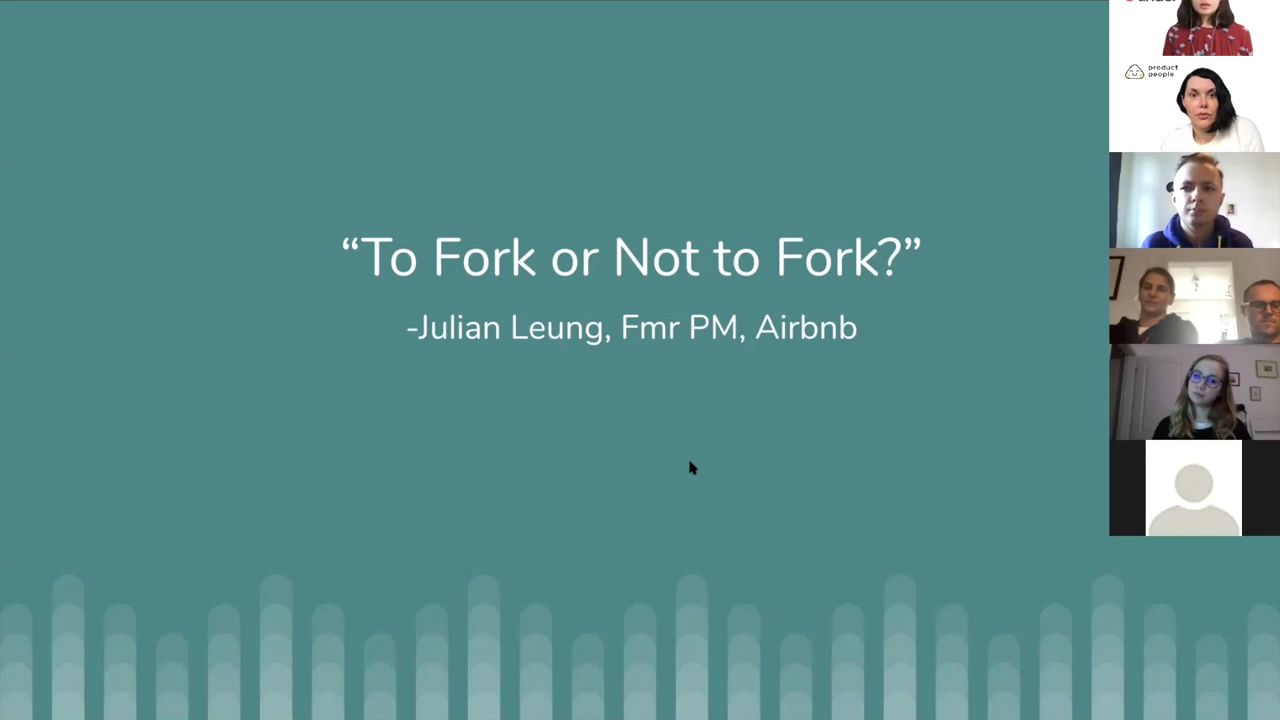 “To Fork or Not to Fork?”
-Julian Leung, Fmr PM, Airbnb
product
people